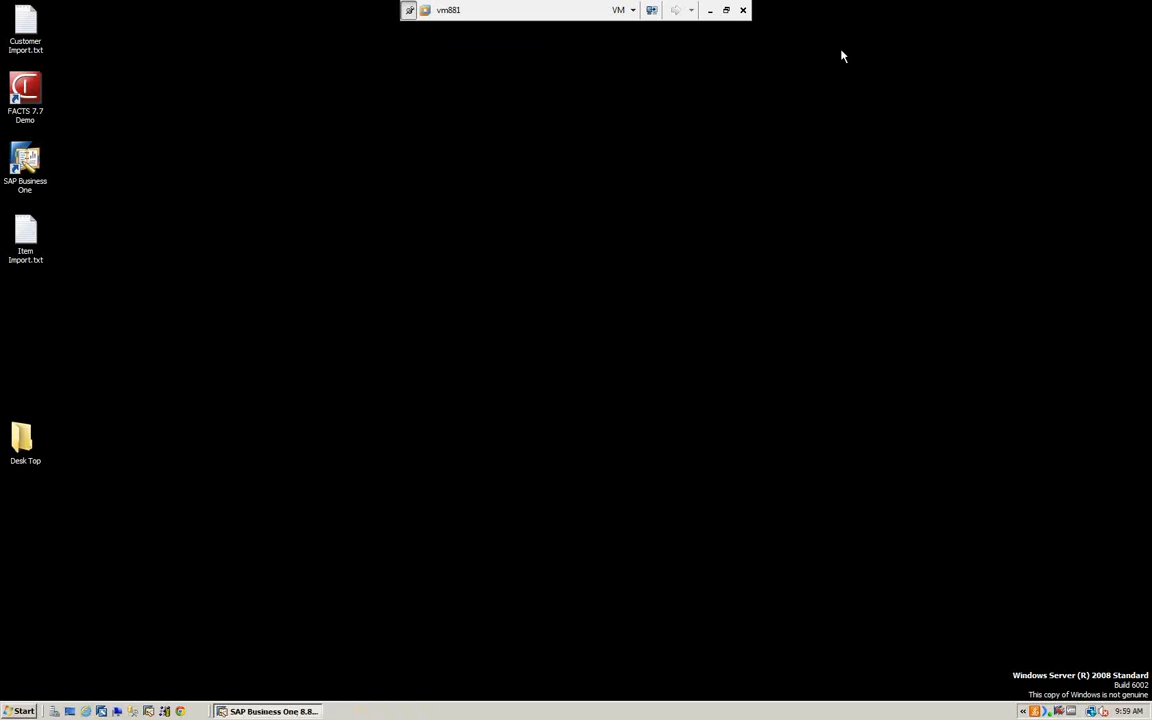 vm881
VM
Customer
Import.txt
FACTS 7.7
Demo
SAP Business
One
Item
Import.txt
Desk Top
Windows Server (R) 2008 Standard
Build 6002
This copy of Windows is not genuine
Start
SAP Business One 8.8...
9:59 AM